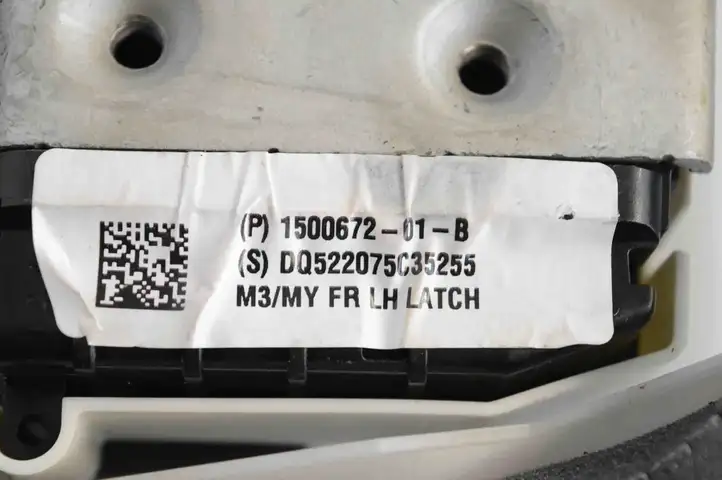 (P) 1500672-01-B
(S) DQ522075C35255
M3/MY FR LH LATCH